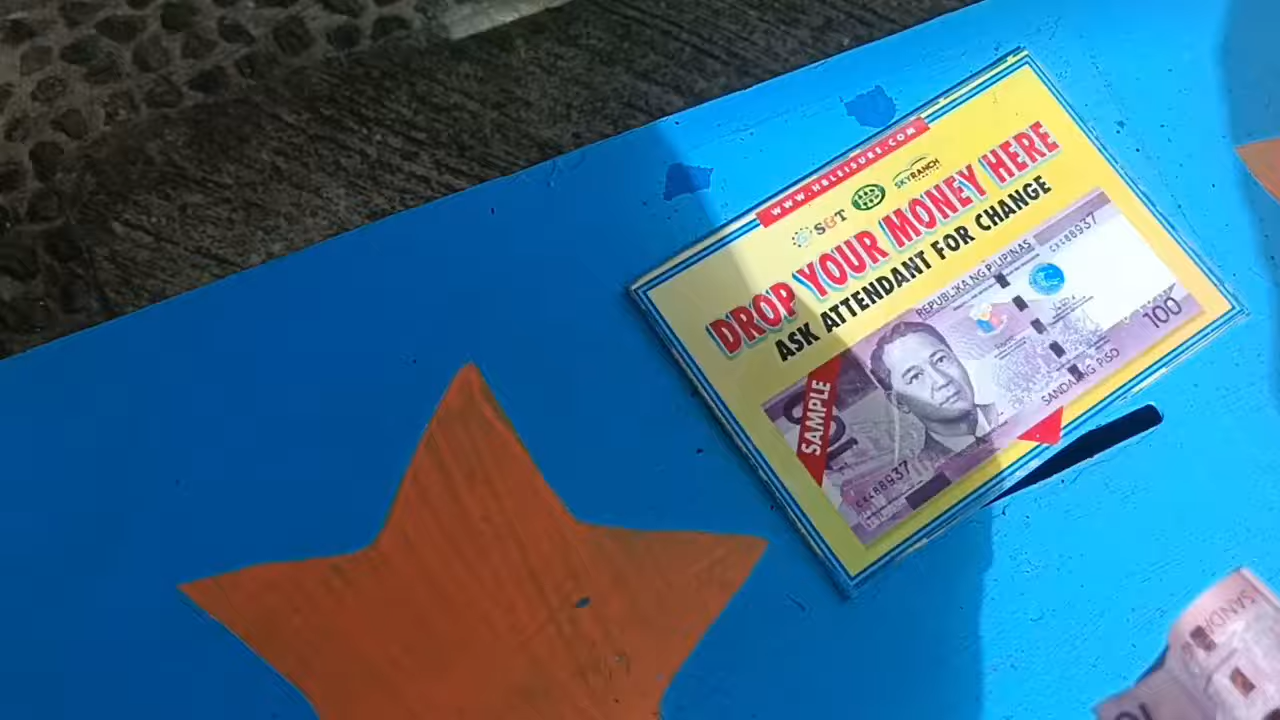 WWW.HBLEISURE.COM
S&T
SKYRANCH
DROP YOUR MONEY HERE
ASK ATTENDANT FOR CHANGE
REPUBLIKA NG PILIPINAS
100
SANDAANG PISO
SAMPLE
SANDA